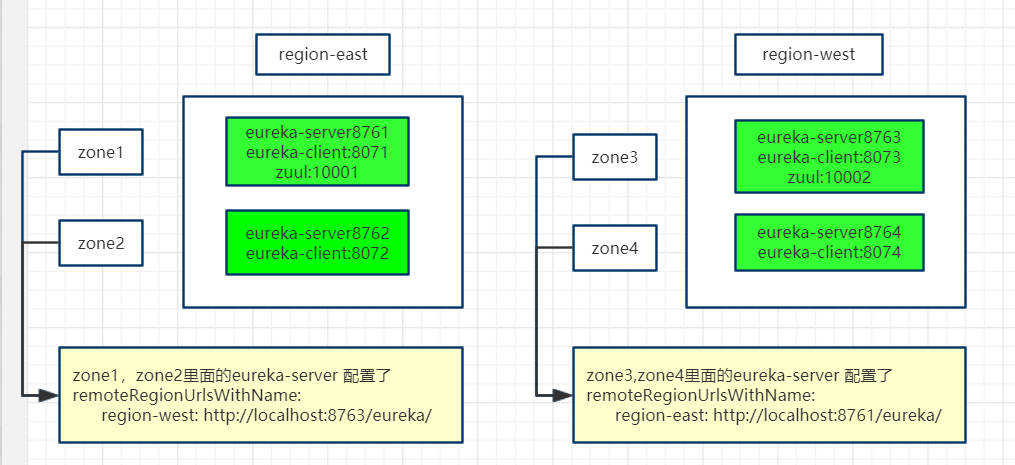 region-east
zone1
eureka-server8761
eureka-client:8071
zuul:10001
zone2
eureka-server8762
eureka-client:8072
zone1，zone2里面的eureka-server 配置了
remoteRegionUrlsWithName:
region-west: http://localhost:8763/eureka/
region-west
zone3
eureka-server8763
eureka-client:8073
zuul:10002
zone4
eureka-server8764
eureka-client:8074
zone3,zone4里面的eureka-server 配置了
remoteRegionUrlsWithName:
region-east: http://localhost:8761/eureka/